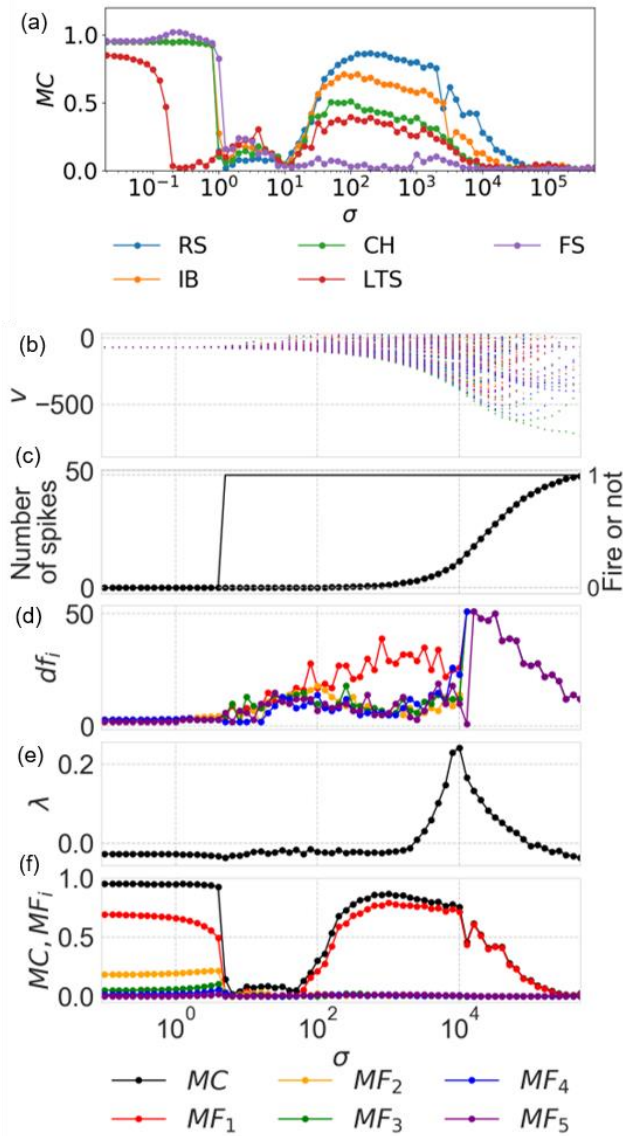 (a)
MC
1.0
0.5
0.0
10⁻¹ 10⁰ 10¹ 10² 10³ 10⁴ 10⁵
σ
RS CH FS
IB LTS
(b)
v
0
−500
(c)
Number
of spikes
50
0
1
0
Fire or not
(d)
dfᵢ
50
0
(e)
λ
0.2
0.0
(f)
MC, MFᵢ
1.0
0.5
0.0
10⁰ 10² 10⁴
σ
MC MF₂ MF₄
MF₁ MF₃ MF₅